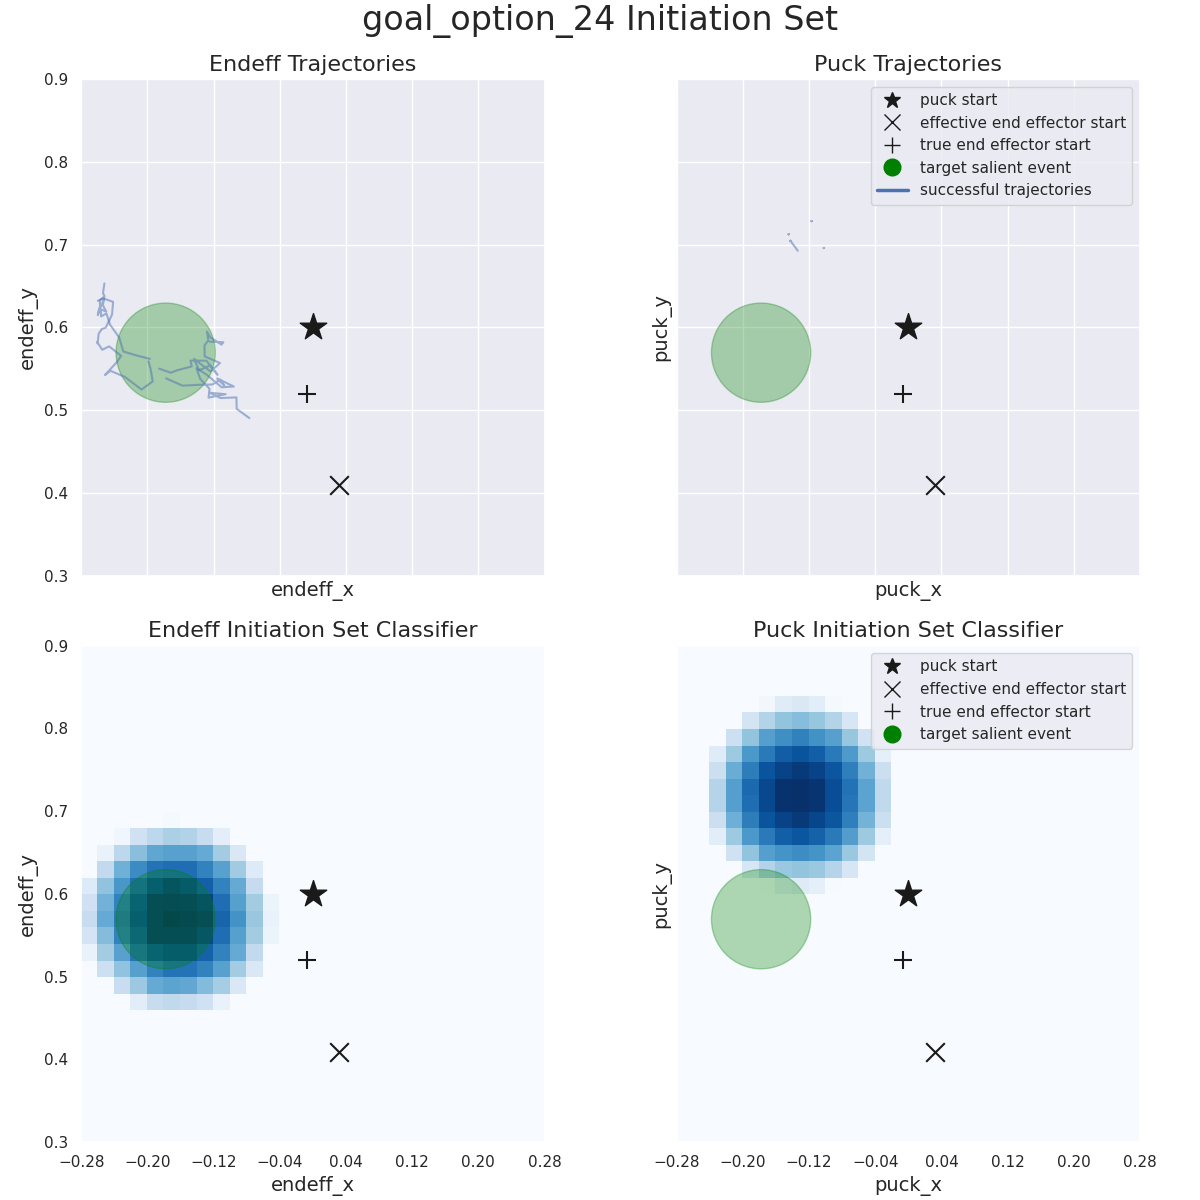 goal_option_24 Initiation Set
Endeff Trajectories
0.9
0.8
0.7
0.6
0.5
0.4
0.3
endeff_y
endeff_x
Puck Trajectories
puck start
effective end effector start
true end effector start
target salient event
successful trajectories
puck_y
puck_x
Endeff Initiation Set Classifier
0.9
0.8
0.7
0.6
0.5
0.4
0.3
endeff_y
−0.28 −0.20 −0.12 −0.04 0.04 0.12 0.20 0.28
endeff_x
Puck Initiation Set Classifier
puck start
effective end effector start
true end effector start
target salient event
puck_y
−0.28 −0.20 −0.12 −0.04 0.04 0.12 0.20 0.28
puck_x